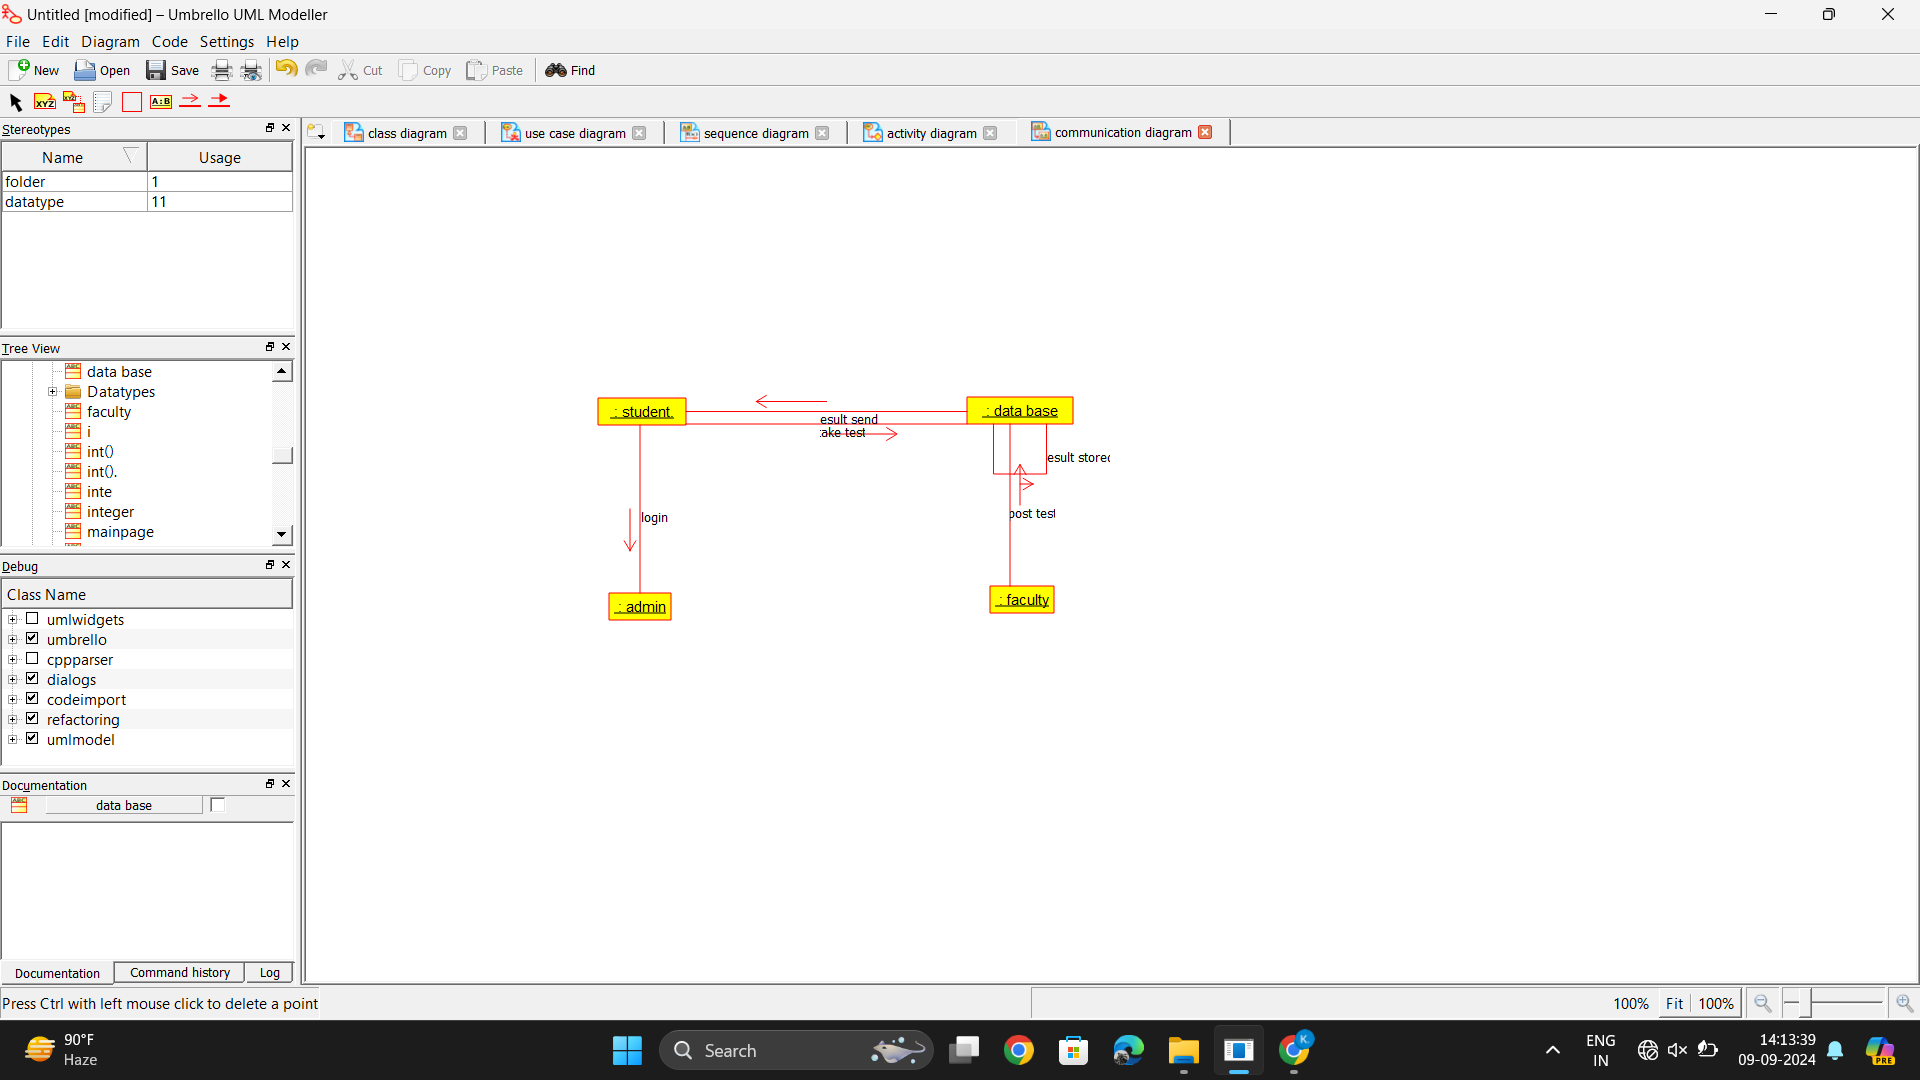 Untitled [modified] – Umbrello UML Modeller
File Edit Diagram Code Settings Help
New Open Save Cut Copy Paste Find
XYZ XYZ A:B
Stereotypes
Name Usage
folder 1
datatype 11
Tree View
data base
Datatypes
faculty
i
int()
int().
inte
integer
mainpage
Debug
Class Name
umlwidgets
umbrello
cppparser
dialogs
codeimport
refactoring
umlmodel
Documentation
data base
Documentation Command history Log
Press Ctrl with left mouse click to delete a point
class diagram use case diagram sequence diagram activity diagram communication diagram
: student.
: data base
esult send
ake test
esult stored
login
post test
: admin
: faculty
100% Fit 100%
90°F
Haze
Search
K.
ENG
IN
14:13:39
09-09-2024
PRE